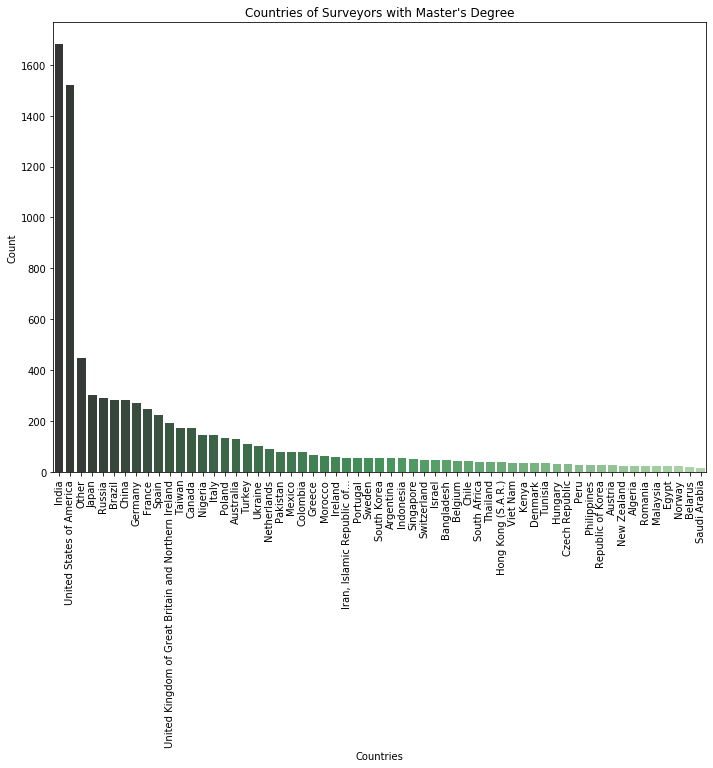 Countries of Surveyors with Master's Degree
1600
1400
1200
1000
800
600
400
200
0
Count
India
United States of America
Other
Japan
Russia
Brazil
China
Germany
France
Spain
United Kingdom of Great Britain and Northern Ireland
Taiwan
Canada
Nigeria
Italy
Poland
Australia
Turkey
Ukraine
Netherlands
Pakistan
Mexico
Colombia
Greece
Morocco
Ireland
Iran, Islamic Republic of...
Portugal
Sweden
South Korea
Argentina
Indonesia
Singapore
Switzerland
Israel
Bangladesh
Belgium
Chile
South Africa
Thailand
Hong Kong (S.A.R.)
Viet Nam
Kenya
Denmark
Tunisia
Hungary
Czech Republic
Peru
Philippines
Republic of Korea
Austria
New Zealand
Algeria
Romania
Malaysia
Egypt
Norway
Belarus
Saudi Arabia
Countries